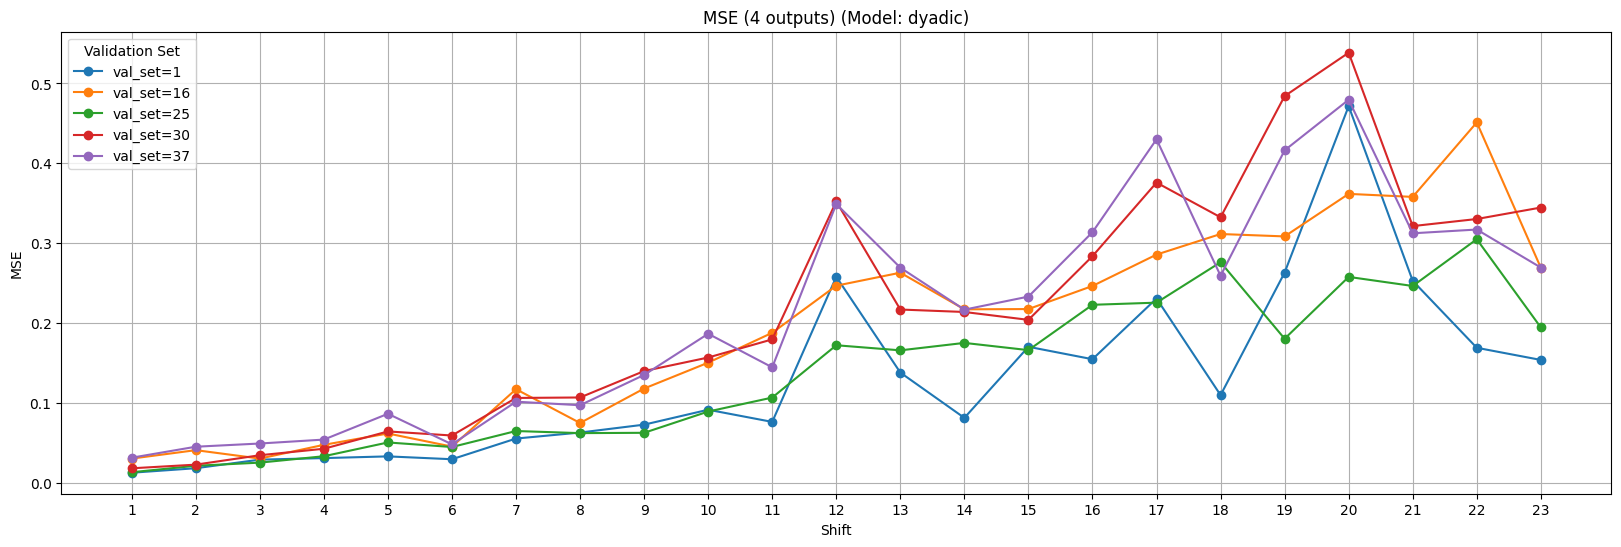 MSE (4 outputs) (Model: dyadic)
Validation Set
val_set=1
val_set=16
val_set=25
val_set=30
val_set=37
MSE
0.5
0.4
0.3
0.2
0.1
0.0
1 2 3 4 5 6 7 8 9 10 11 12 13 14 15 16 17 18 19 20 21 22 23
Shift